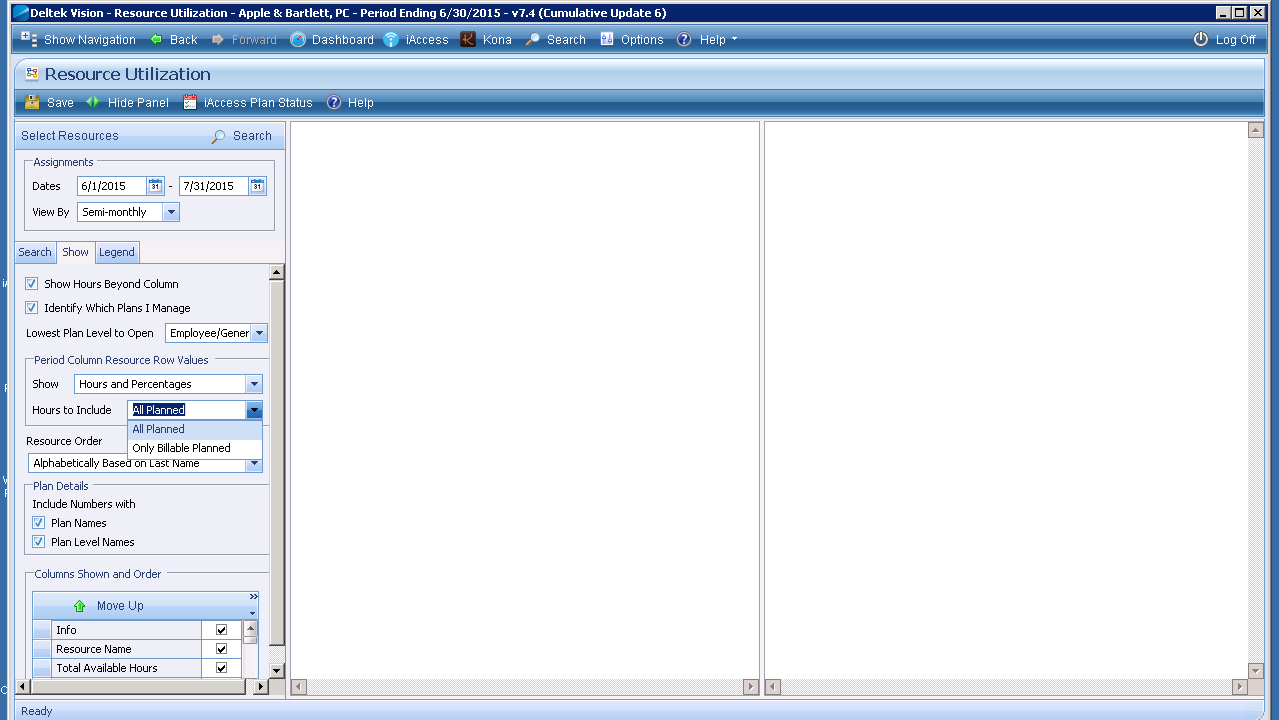 Deltek Vision - Resource Utilization - Apple & Bartlett, PC - Period Ending 6/30/2015 - v7.4 (Cumulative Update 6)
Show Navigation Back Forward Dashboard iAccess Kona Search Options Help Log Off
Resource Utilization
Save Hide Panel iAccess Plan Status Help
Select Resources Search
Assignments
Dates 6/1/2015 31 - 7/31/2015 31
View By Semi-monthly
Search Show Legend
Show Hours Beyond Column
Identify Which Plans I Manage
Lowest Plan Level to Open Employee/Gener
Period Column Resource Row Values
Show Hours and Percentages
Hours to Include All Planned
All Planned
Only Billable Planned
Resource Order
Alphabetically Based on Last Name
Plan Details
Include Numbers with
Plan Names
Plan Level Names
Columns Shown and Order
Move Up
Info
Resource Name
Total Available Hours
Ready